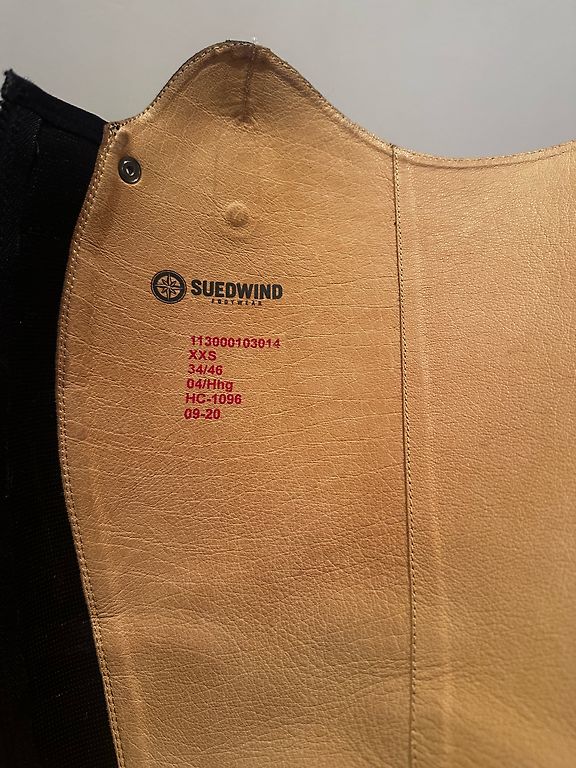 SUEDWIND
FOOTWEAR
113000103014
XXS
34/46
04/Hhg
HC-1096
09-20